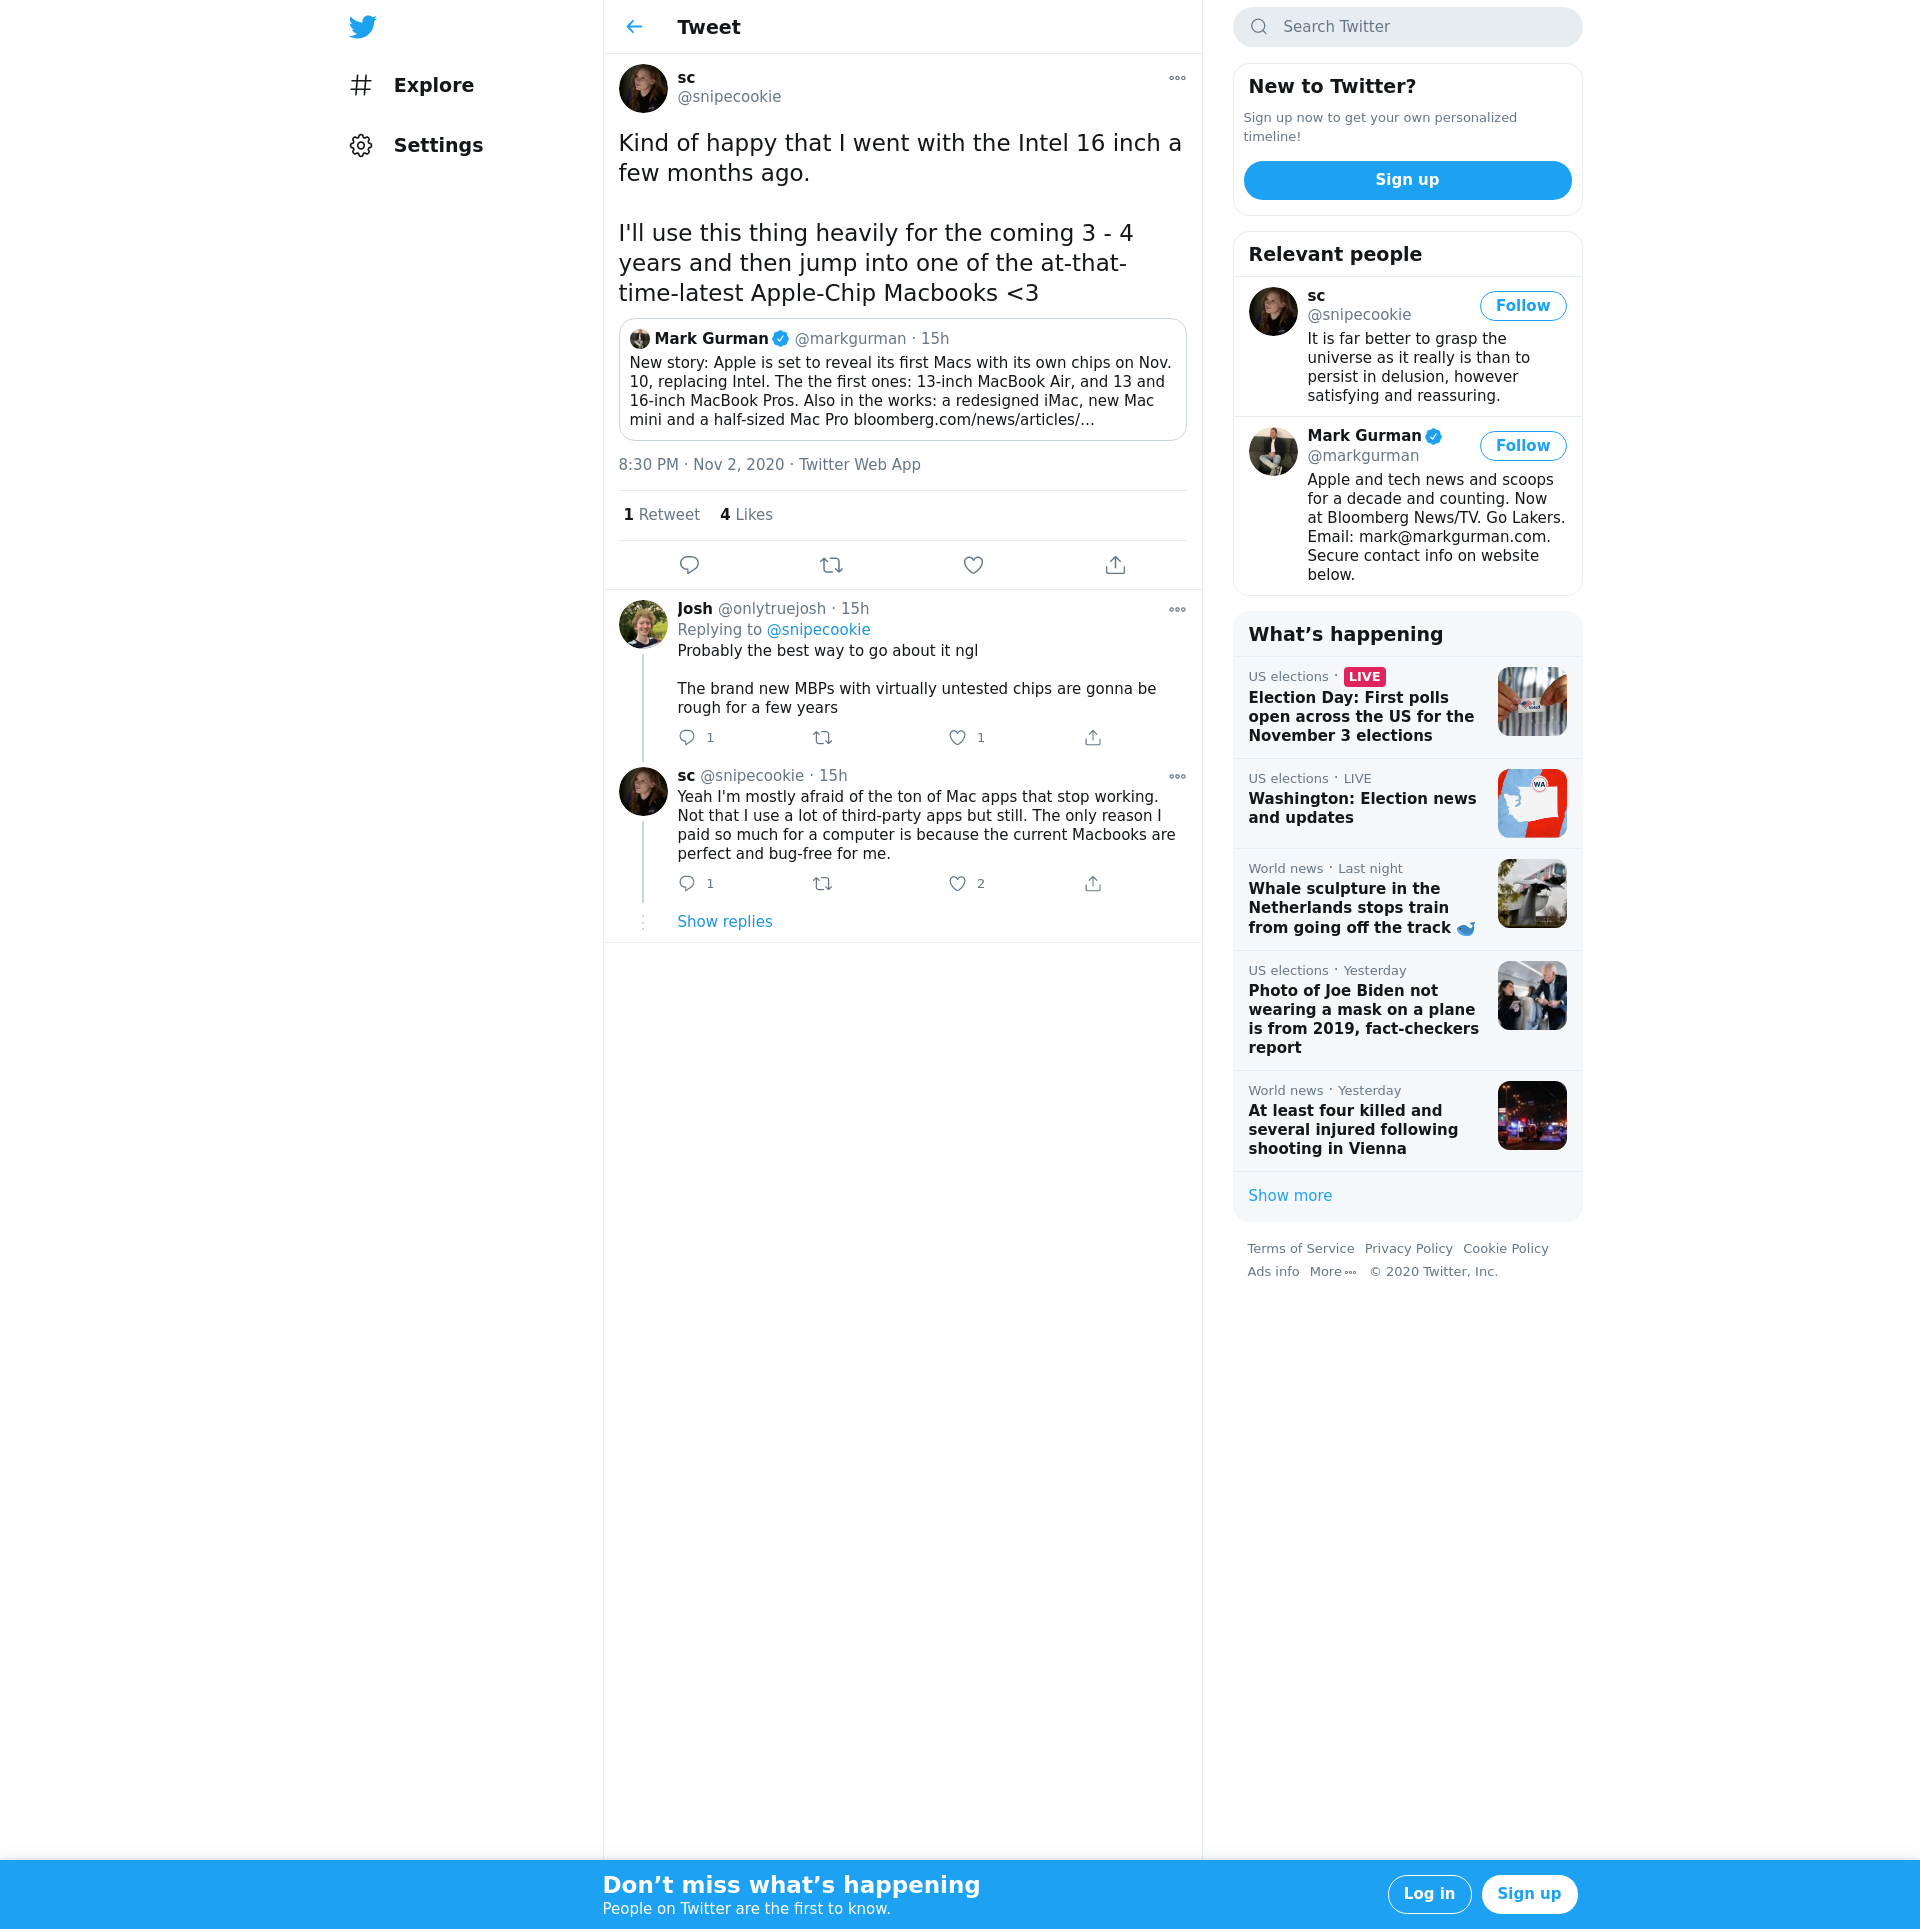 Explore
Settings
Tweet
sc
@snipecookie
Kind of happy that I went with the Intel 16 inch a
few months ago.
I'll use this thing heavily for the coming 3 - 4
years and then jump into one of the at-that-
time-latest Apple-Chip Macbooks <3
Mark Gurman @markgurman · 15h
New story: Apple is set to reveal its first Macs with its own chips on Nov.
10, replacing Intel. The the first ones: 13-inch MacBook Air, and 13 and
16-inch MacBook Pros. Also in the works: a redesigned iMac, new Mac
mini and a half-sized Mac Pro bloomberg.com/news/articles/…
8:30 PM · Nov 2, 2020 · Twitter Web App
1 Retweet 4 Likes
Josh @onlytruejosh · 15h
Replying to @snipecookie
Probably the best way to go about it ngl
The brand new MBPs with virtually untested chips are gonna be
rough for a few years
1 1
sc @snipecookie · 15h
Yeah I'm mostly afraid of the ton of Mac apps that stop working.
Not that I use a lot of third-party apps but still. The only reason I
paid so much for a computer is because the current Macbooks are
perfect and bug-free for me.
1 2
Show replies
Search Twitter
New to Twitter?
Sign up now to get your own personalized
timeline!
Sign up
Relevant people
sc
@snipecookie
Follow
It is far better to grasp the
universe as it really is than to
persist in delusion, however
satisfying and reassuring.
Mark Gurman
@markgurman
Follow
Apple and tech news and scoops
for a decade and counting. Now
at Bloomberg News/TV. Go Lakers.
Email: mark@markgurman.com.
Secure contact info on website
below.
What's happening
US elections · LIVE
Election Day: First polls
open across the US for the
November 3 elections
US elections · LIVE
Washington: Election news
and updates
WA
World news · Last night
Whale sculpture in the
Netherlands stops train
from going off the track 🐋
US elections · Yesterday
Photo of Joe Biden not
wearing a mask on a plane
is from 2019, fact-checkers
report
World news · Yesterday
At least four killed and
several injured following
shooting in Vienna
Show more
Terms of Service Privacy Policy Cookie Policy
Ads info More © 2020 Twitter, Inc.
Don’t miss what’s happening
People on Twitter are the first to know.
Log in
Sign up